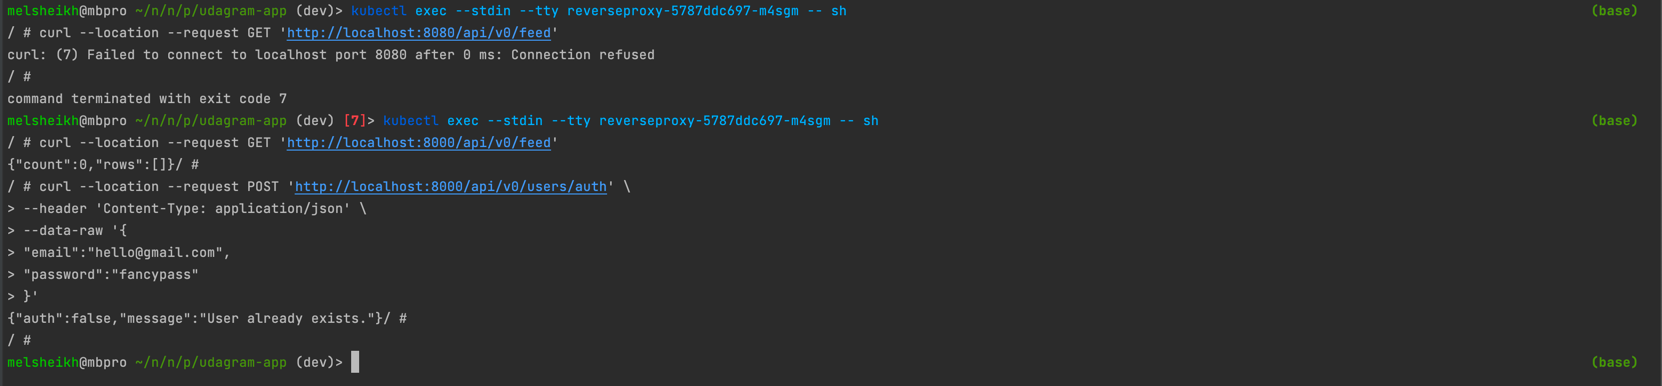 melsheikh@mbpro ~/n/n/p/udagram-app (dev)> kubectl exec --stdin --tty reverseproxy-5787ddc697-m4sgm -- sh (base)
/ # curl --location --request GET 'http://localhost:8080/api/v0/feed'
curl: (7) Failed to connect to localhost port 8080 after 0 ms: Connection refused
/ #
command terminated with exit code 7
melsheikh@mbpro ~/n/n/p/udagram-app (dev) [7]> kubectl exec --stdin --tty reverseproxy-5787ddc697-m4sgm -- sh (base)
/ # curl --location --request GET 'http://localhost:8000/api/v0/feed'
{"count":0,"rows":[]}/ #
/ # curl --location --request POST 'http://localhost:8000/api/v0/users/auth' \
> --header 'Content-Type: application/json' \
> --data-raw '{
> "email":"hello@gmail.com",
> "password":"fancypass"
> }'
{"auth":false,"message":"User already exists."}/ #
/ #
melsheikh@mbpro ~/n/n/p/udagram-app (dev)> (base)